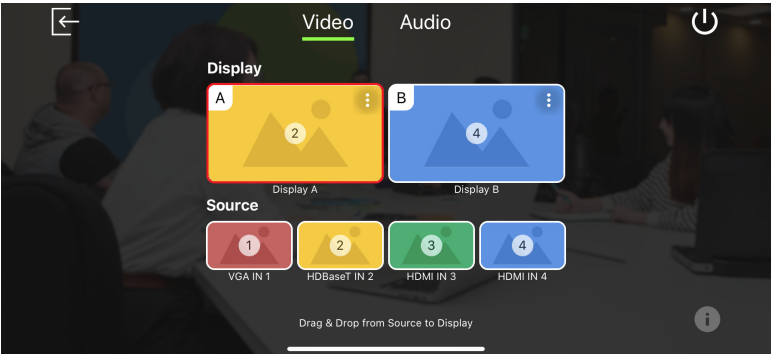 Video Audio
Display
A B
2 4
Display A Display B
Source
1 2 3 4
VGA IN 1 HDBaseT IN 2 HDMI IN 3 HDMI IN 4
Drag & Drop from Source to Display
i